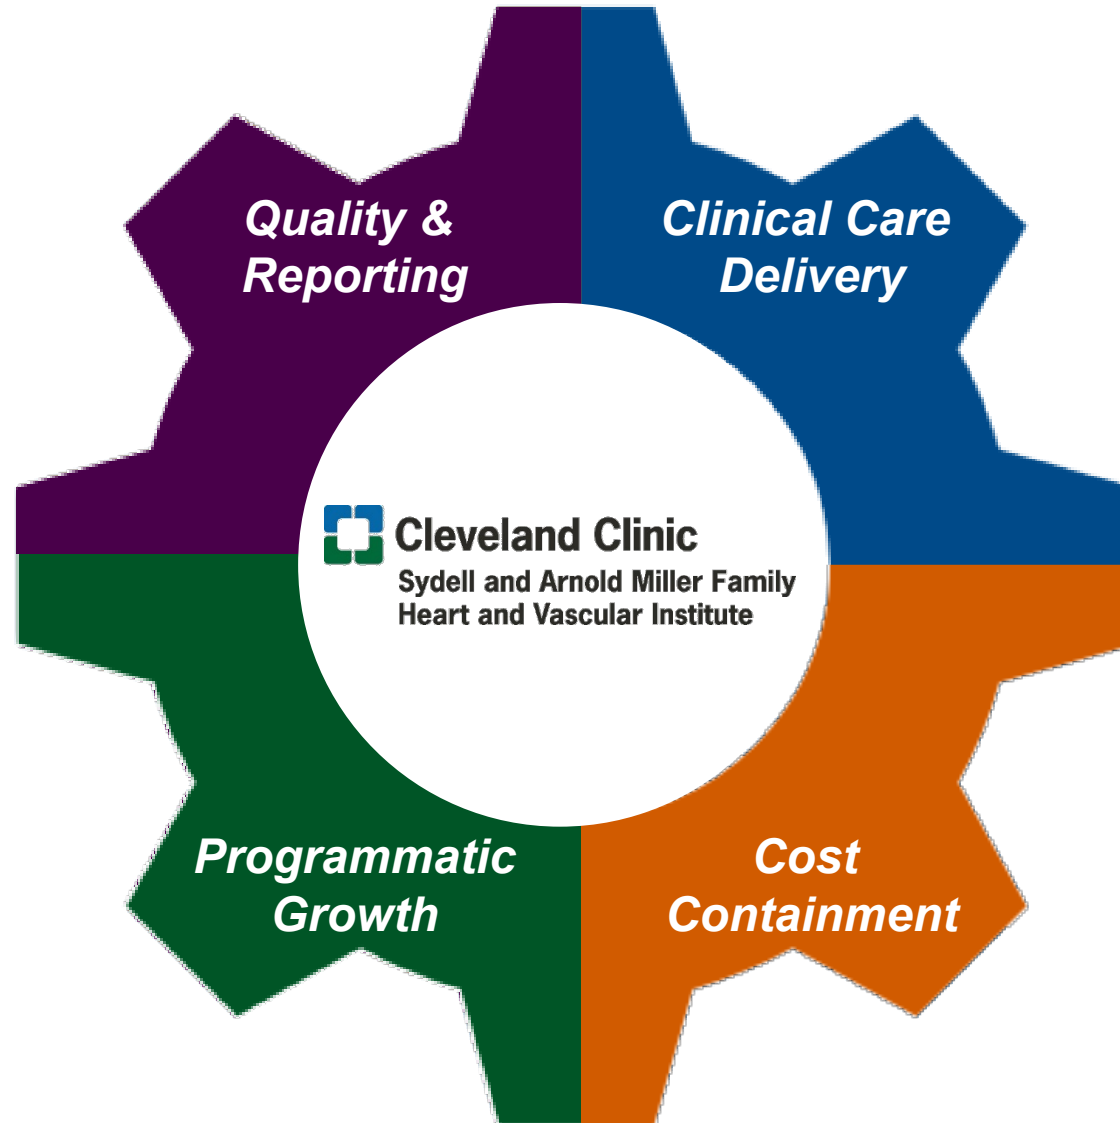 Quality &
Reporting
Clinical Care
Delivery
Cleveland Clinic
Sydell and Arnold Miller Family
Heart and Vascular Institute
Programmatic
Growth
Cost
Containment